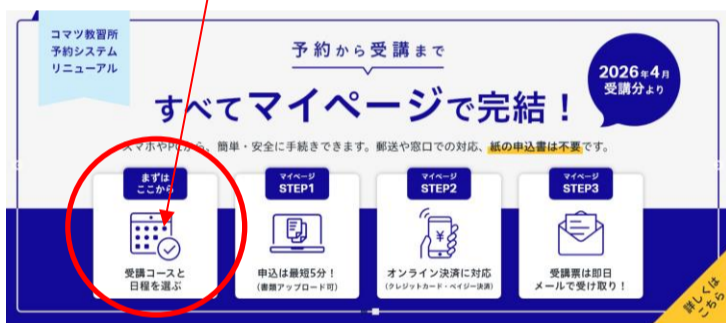 コマツ教習所
予約システム
リニューアル
予約から受講まで
すべてマイページで完結！
2026年4月
受講分より
スマホやPCから、簡単・安全に手続きできます。郵送や窓口での対応、紙の申込書は不要です。
まずは
ここから
受講コースと
日程を選ぶ
マイページ
STEP1
申込は最短5分！
（書類アップロード可）
マイページ
STEP2
¥
オンライン決済に対応
（クレジットカード・ペイジー決済）
マイページ
STEP3
受講票は即日
メールで受け取り！
詳しくは
こちら